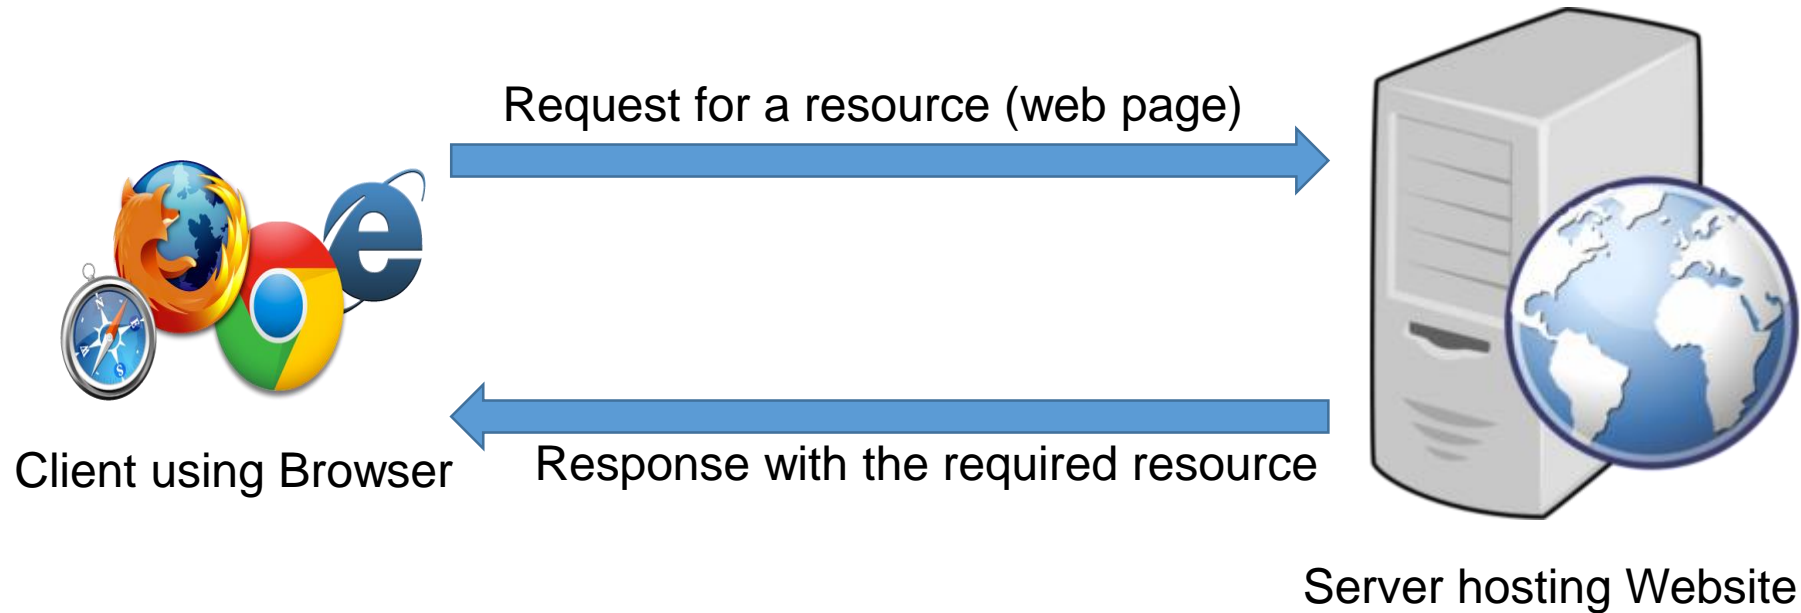 Request for a resource (web page)
Client using Browser
Response with the required resource
Server hosting Website